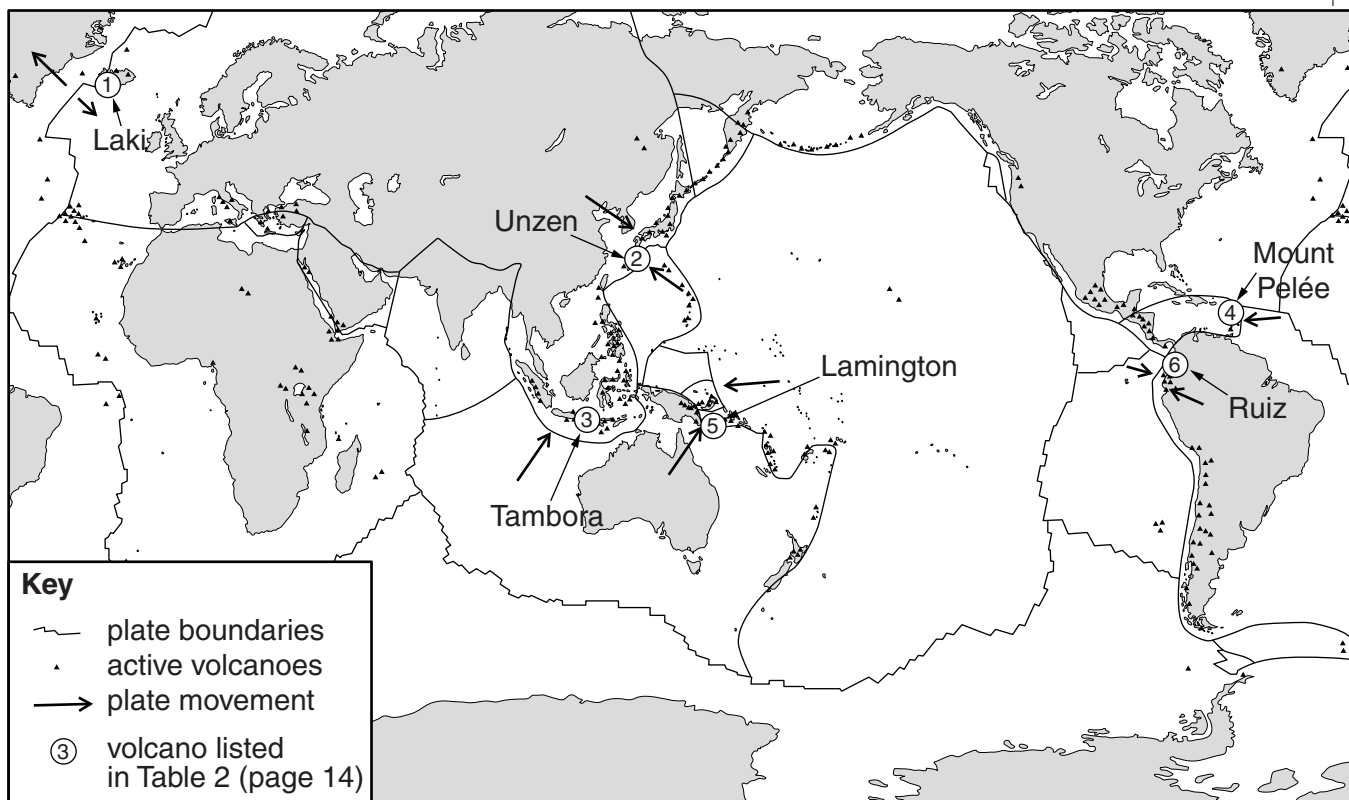 1
Laki
Unzen
2
Mount
Pelée
4
Lamington
6
Ruiz
3
5
Tambora
Key
plate boundaries
active volcanoes
plate movement
3 volcano listed
in Table 2 (page 14)